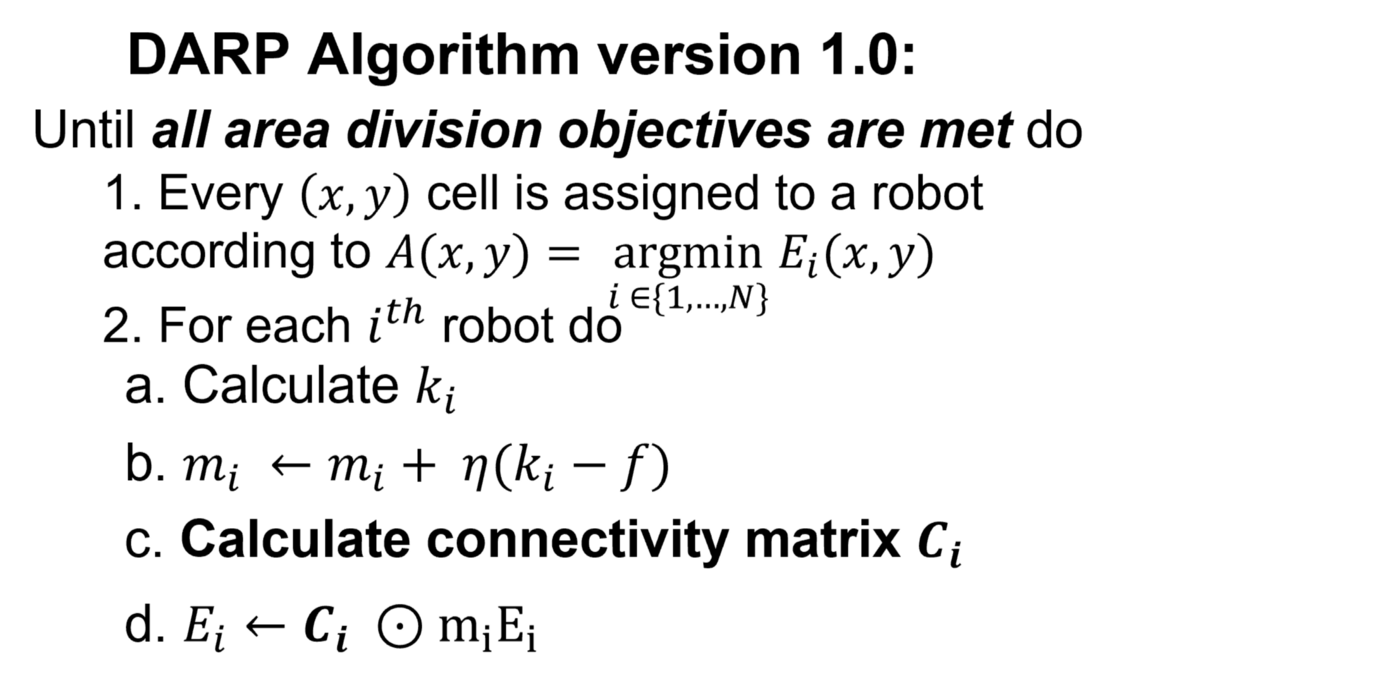 DARP Algorithm version 1.0:
Until all area division objectives are met do
1. Every (x, y) cell is assigned to a robot
according to A(x, y) = argmin E_i(x, y)
i ∈{1,...,N}
2. For each i^th robot do
a. Calculate k_i
b. m_i ← m_i + η(k_i − f)
c. Calculate connectivity matrix C_i
d. E_i ← C_i ⊙ m_iE_i